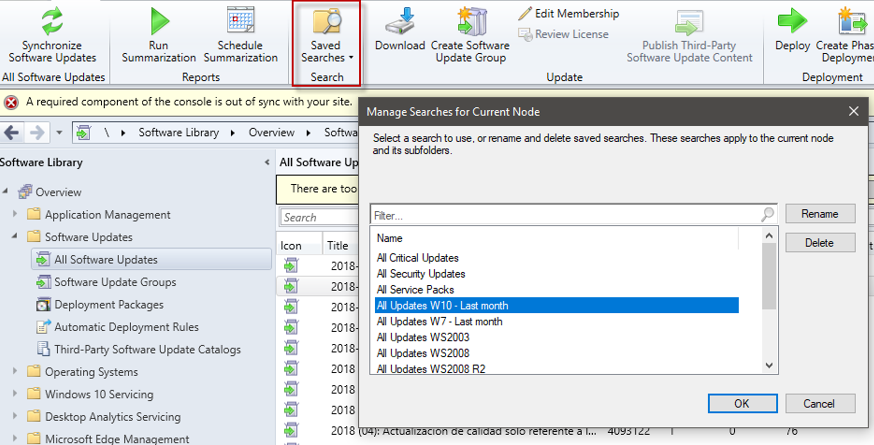 Synchronize
Software Updates
All Software Updates
Run
Summarization
Schedule
Summarization
Reports
Saved
Searches
Search
Download
Create Software
Update Group
Edit Membership
Review License
Update
Publish Third-Party
Software Update Content
Deploy
Create Phas
Deploymen
Deployment
A required component of the console is out of sync with your site.
\ Software Library Overview Softwa
Software Library
Overview
Application Management
Software Updates
All Software Updates
Software Update Groups
Deployment Packages
Automatic Deployment Rules
Third-Party Software Update Catalogs
Operating Systems
Windows 10 Servicing
Desktop Analytics Servicing
Microsoft Edge Management
All Software Up
There are too
Search
Icon Title
2018-
2018-
2018-
2018-
2018-
2018-
2018
2018
2018
2018 (04): Actualización de calidad solo referente a l... 4093122 1 0 76
Manage Searches for Current Node
Select a search to use, or rename and delete saved searches. These searches apply to the current node
and its subfolders.
Filter...
Rename
Delete
Name
All Critical Updates
All Security Updates
All Service Packs
All Updates W10 - Last month
All Updates W7 - Last month
All Updates WS2003
All Updates WS2008
All Updates WS2008 R2
OK
Cancel